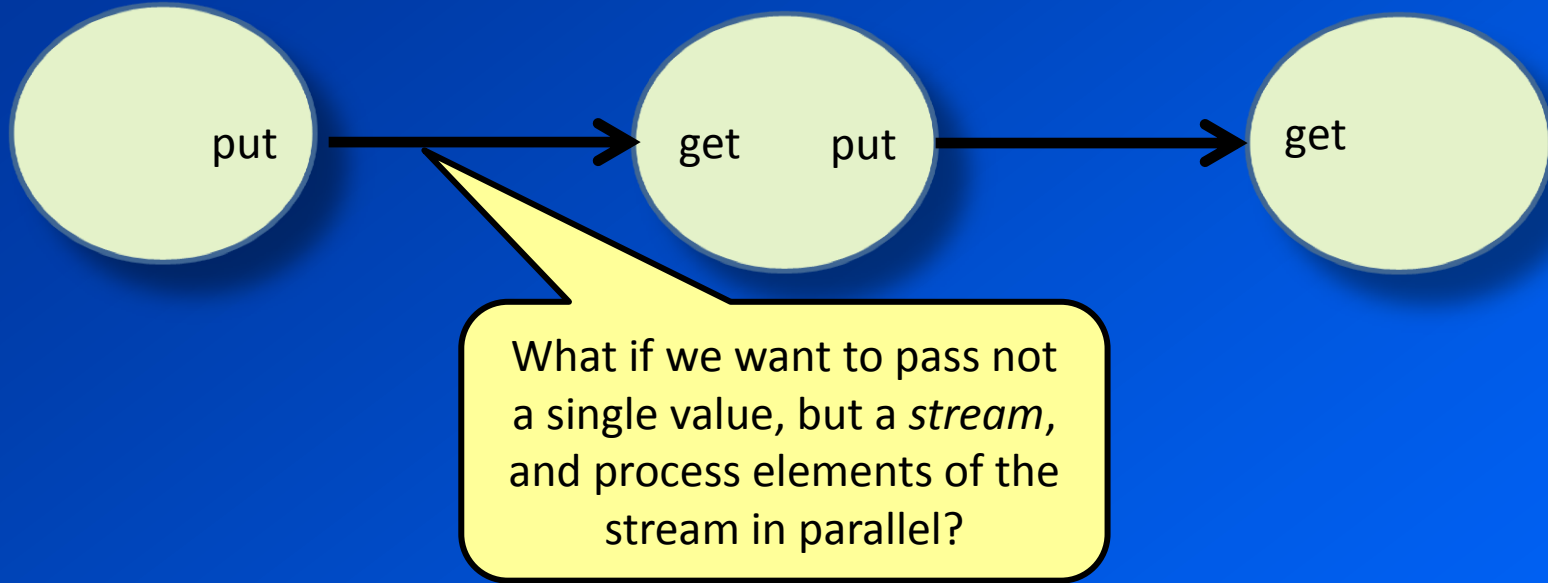 put
get
put
get
What if we want to pass not
a single value, but a stream,
and process elements of the
stream in parallel?